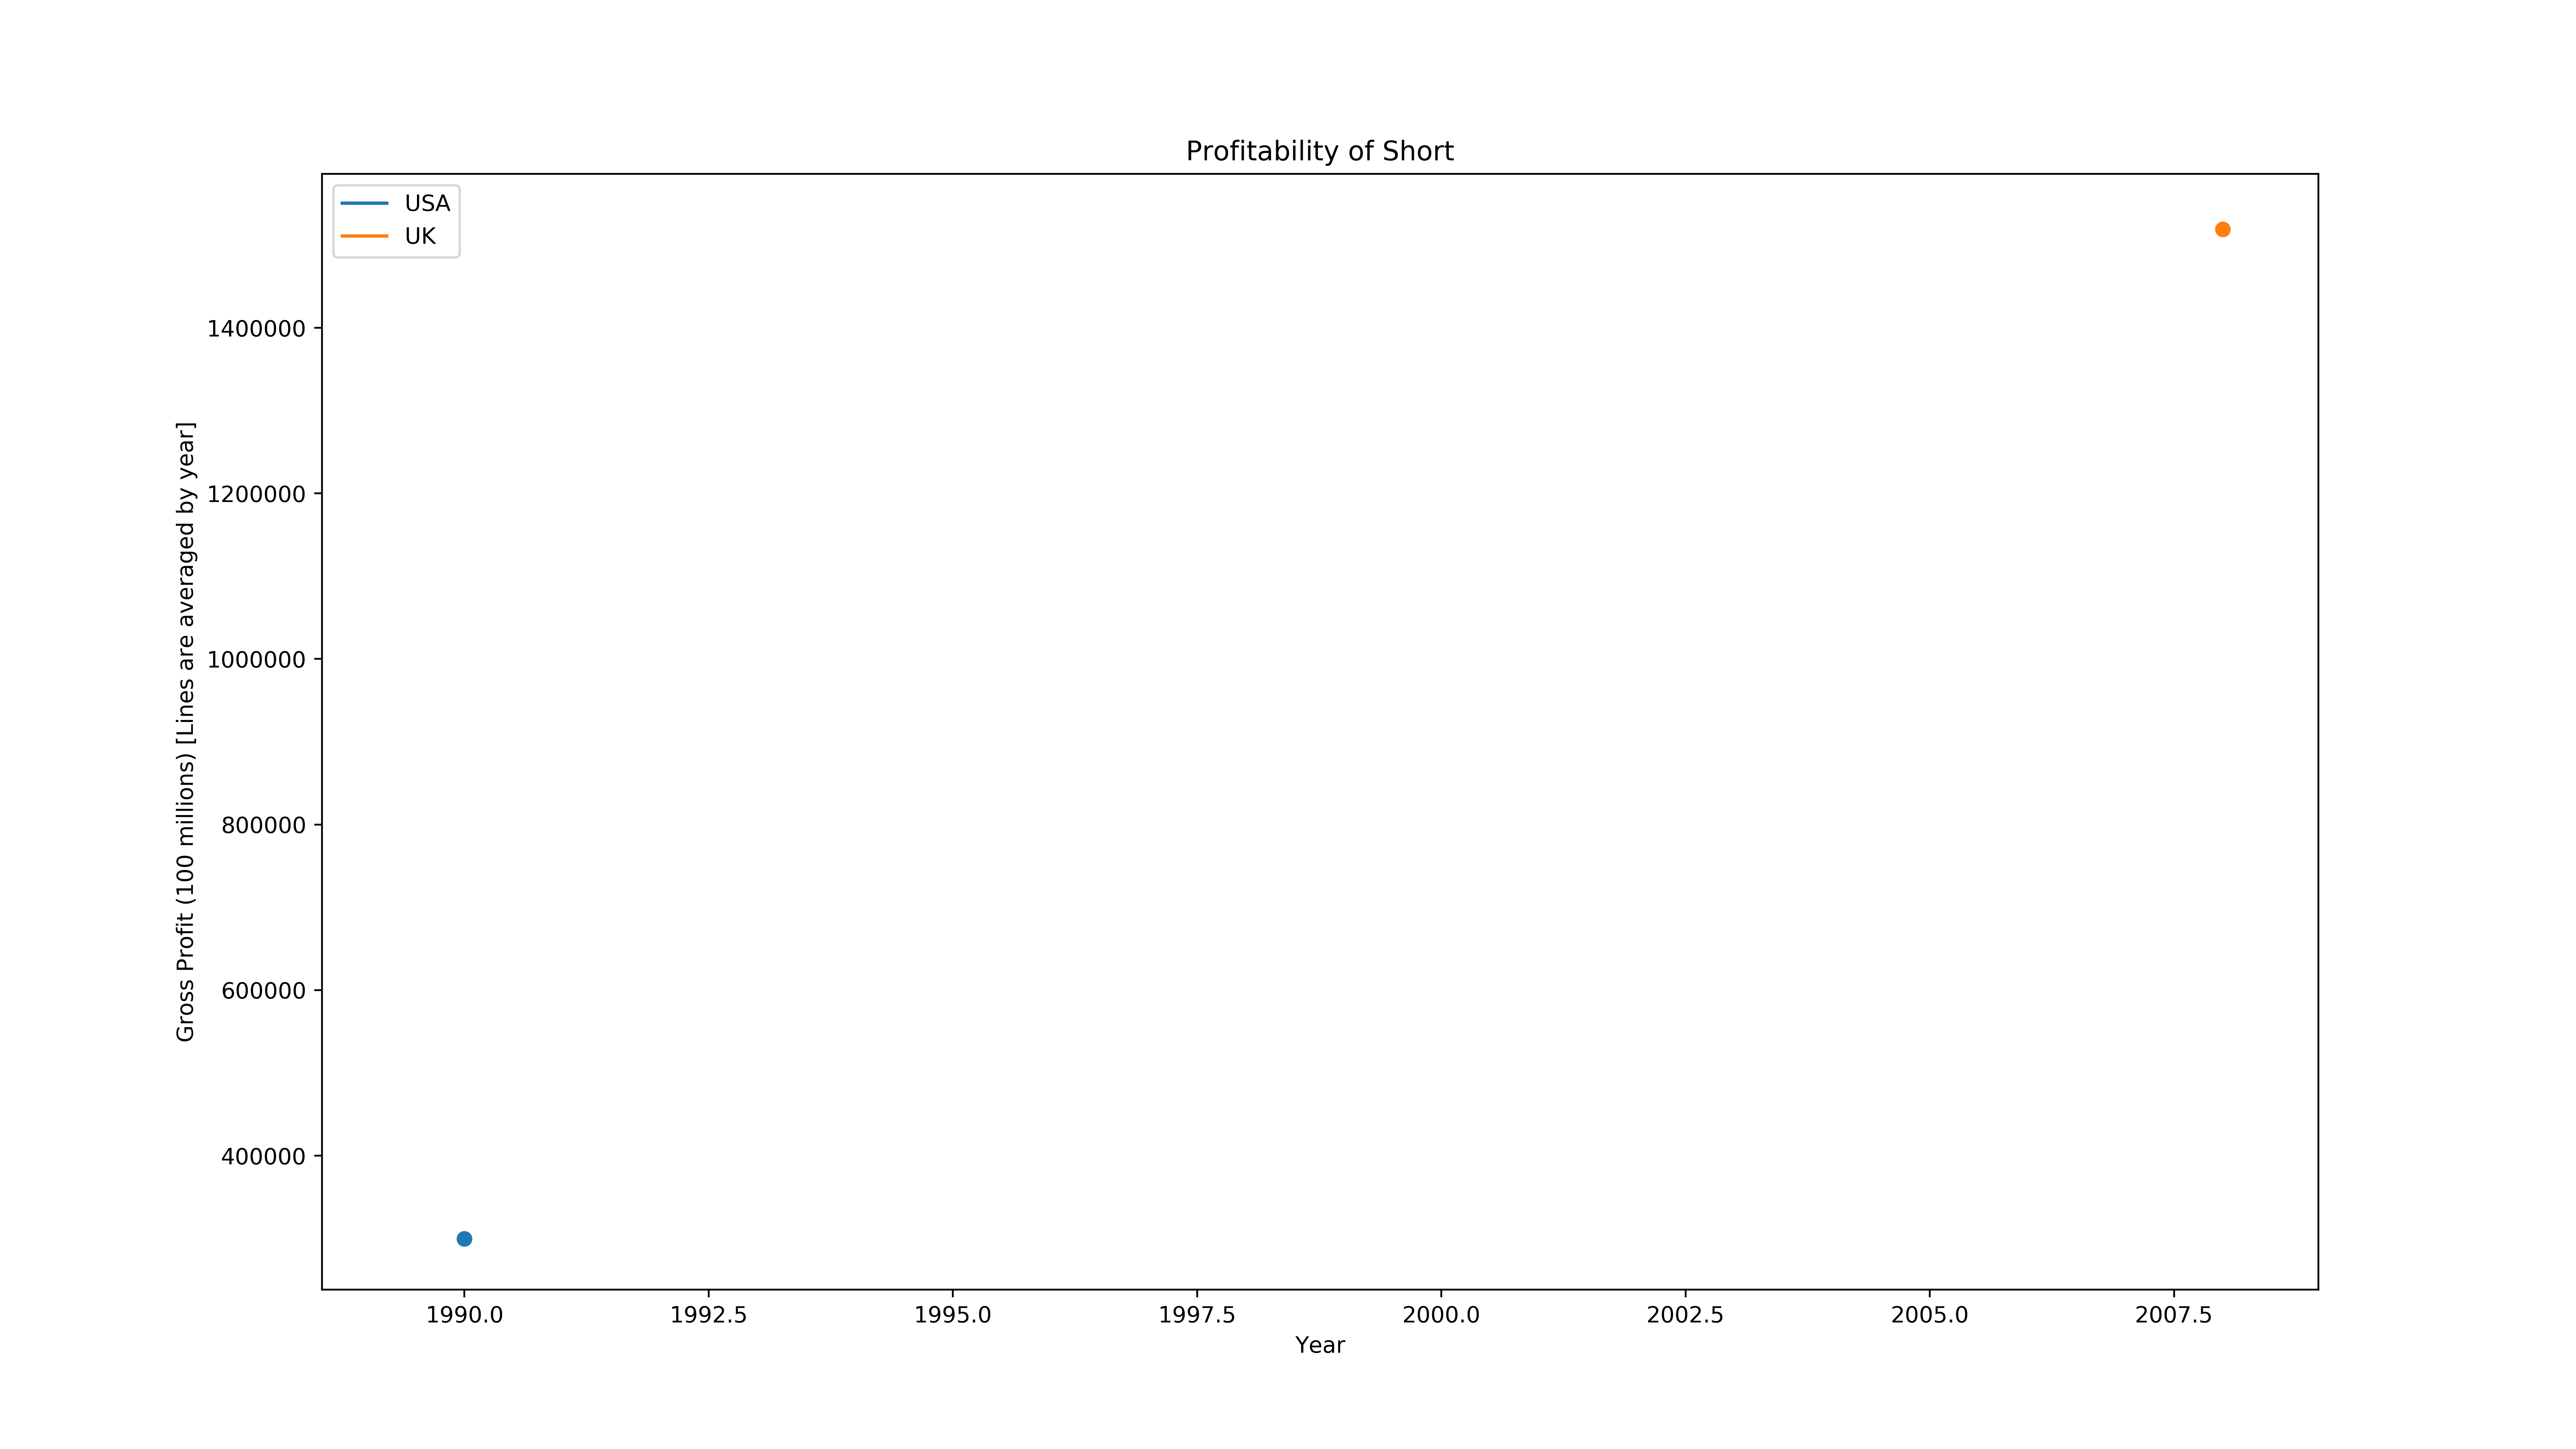 Profitability of Short
USA
UK
Gross Profit (100 millions) [Lines are averaged by year]
1400000
1200000
1000000
800000
600000
400000
1990.0 1992.5 1995.0 1997.5 2000.0 2002.5 2005.0 2007.5
Year